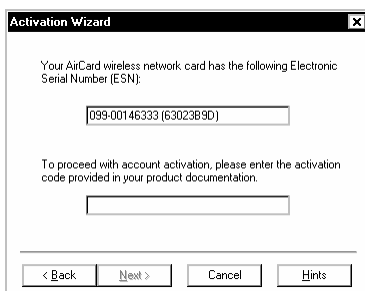 Activation Wizard
Your AirCard wireless network card has the following Electronic
Serial Number (ESN):
099-00146333 (63023B9D)
To proceed with account activation, please enter the activation
code provided in your product documentation.
< Back
Next >
Cancel
Hints